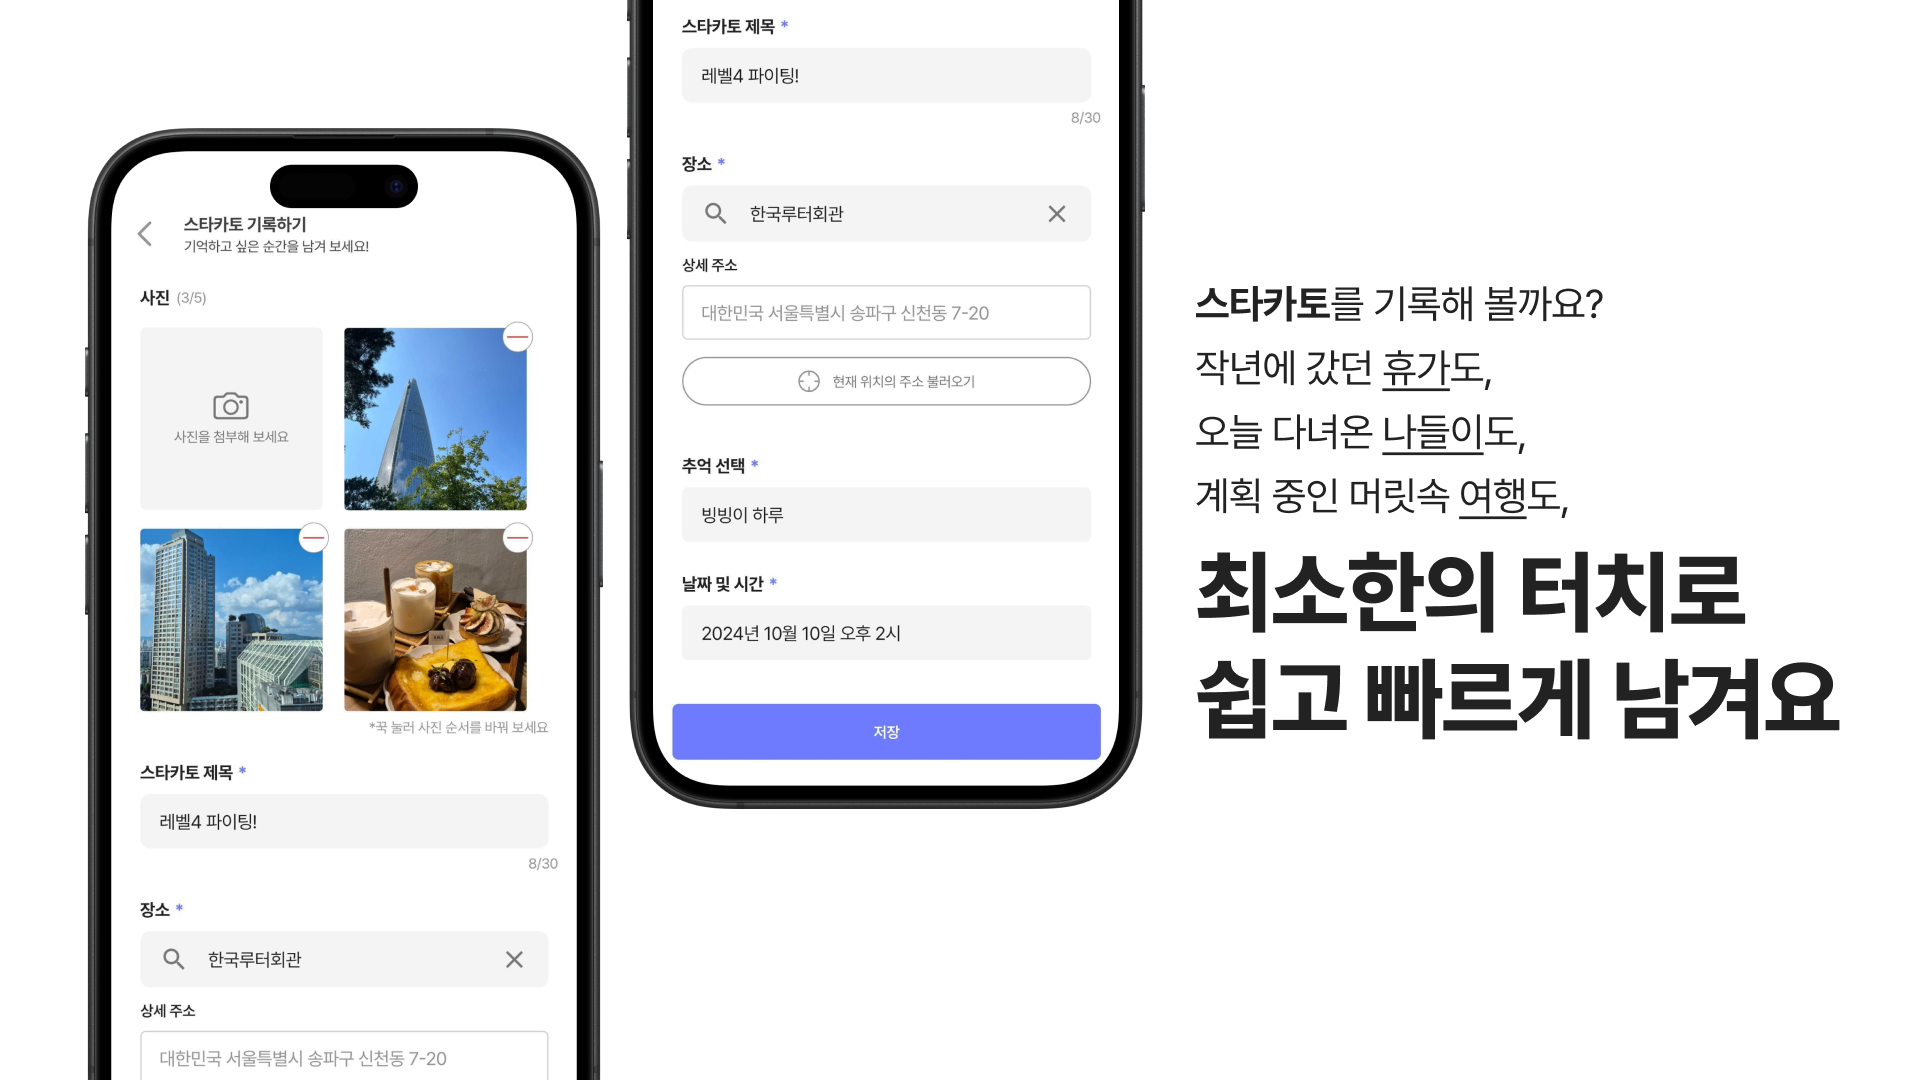 스타카토 기록하기
기억하고 싶은 순간을 남겨 보세요!
사진 (3/5)
사진을 첨부해 보세요
*꾹 눌러 사진 순서를 바꿔 보세요
스타카토 제목 *
레벨4 파이팅!
8/30
장소 *
한국루터회관
상세 주소
대한민국 서울특별시 송파구 신천동 7-20
스타카토 제목 *
레벨4 파이팅!
8/30
장소 *
한국루터회관
상세 주소
대한민국 서울특별시 송파구 신천동 7-20
현재 위치의 주소 불러오기
추억 선택 *
빙빙이 하루
날짜 및 시간 *
2024년 10월 10일 오후 2시
저장
스타카토를 기록해 볼까요?
작년에 갔던 휴가도,
오늘 다녀온 나들이도,
계획 중인 머릿속 여행도,
최소한의 터치로
쉽고 빠르게 남겨요